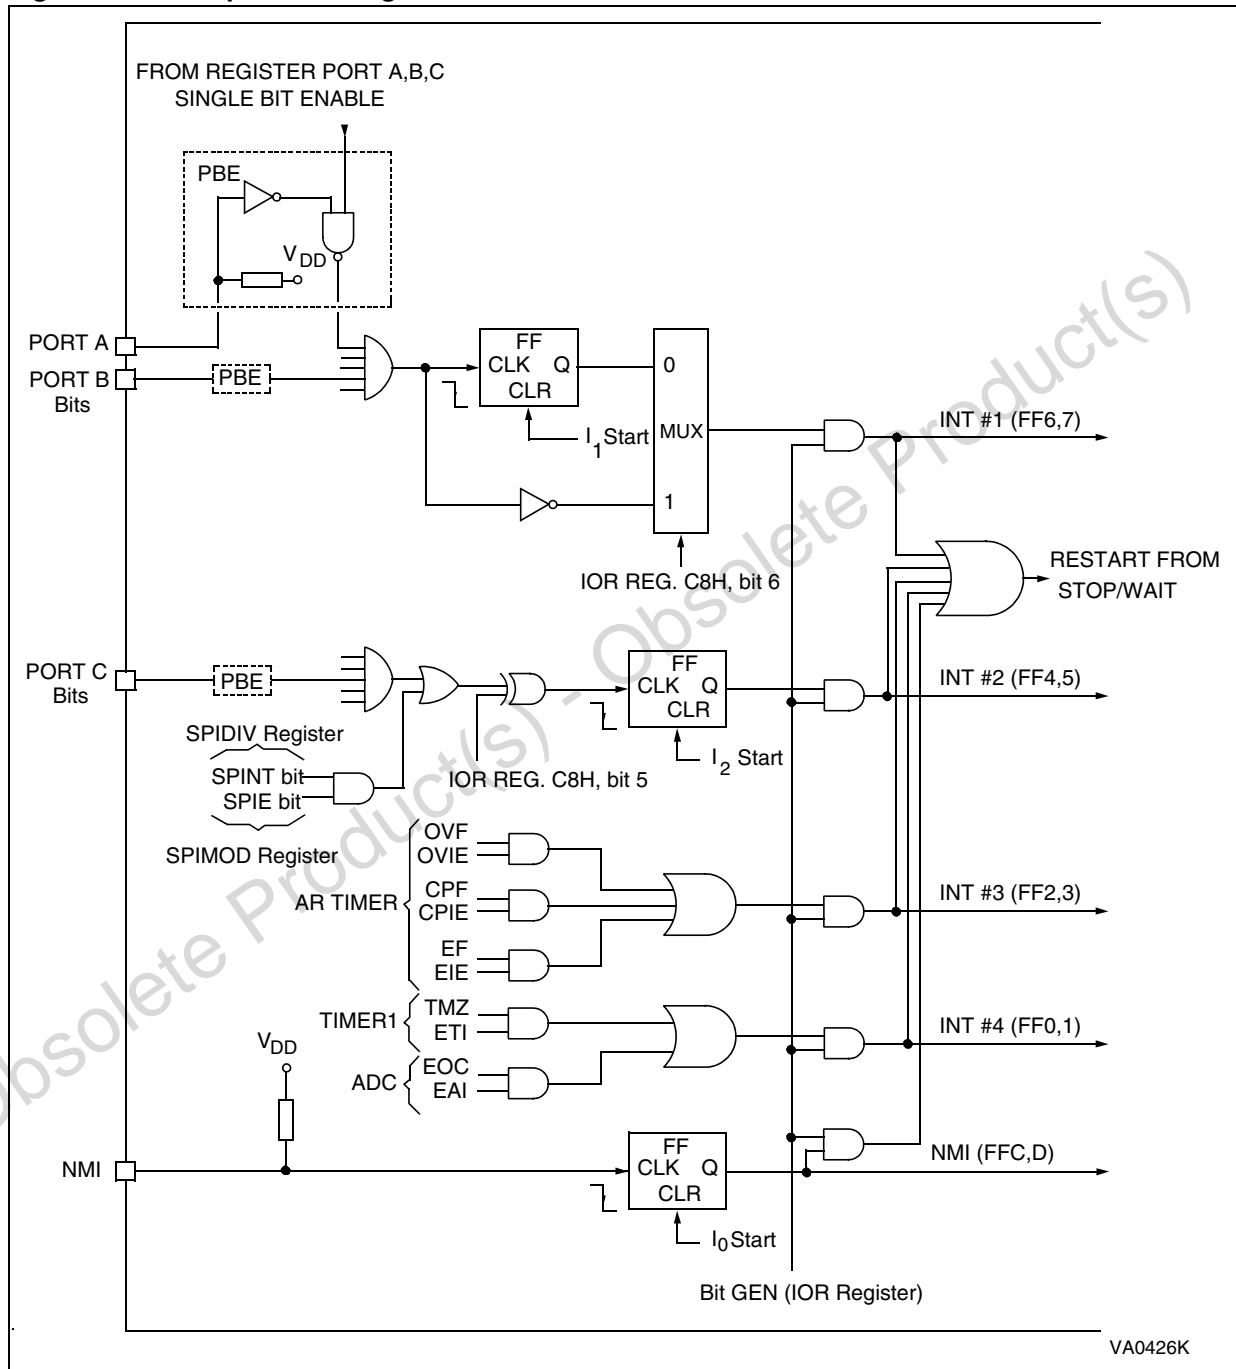 FROM REGISTER PORT A,B,C
SINGLE BIT ENABLE
PBE
VDD
PORT A
PORT B
Bits
PBE
FF
CLK Q
CLR
I1 Start
0
MUX
1
IOR REG. C8H, bit 6
INT #1 (FF6,7)
RESTART FROM
STOP/WAIT
PORT C
Bits
PBE
FF
CLK Q
CLR
I2 Start
INT #2 (FF4,5)
SPIDIV Register
SPINT bit
SPIE bit
SPIMOD Register
IOR REG. C8H, bit 5
AR TIMER
OVF
OVIE
CPF
CPIE
EF
EIE
INT #3 (FF2,3)
TIMER1
TMZ
ETI
ADC
EOC
EAI
INT #4 (FF0,1)
VDD
NMI
FF
CLK Q
CLR
I0 Start
NMI (FFC,D)
Bit GEN (IOR Register)
VA0426K
Obsolete Product(s) - Obsolete Product(s)